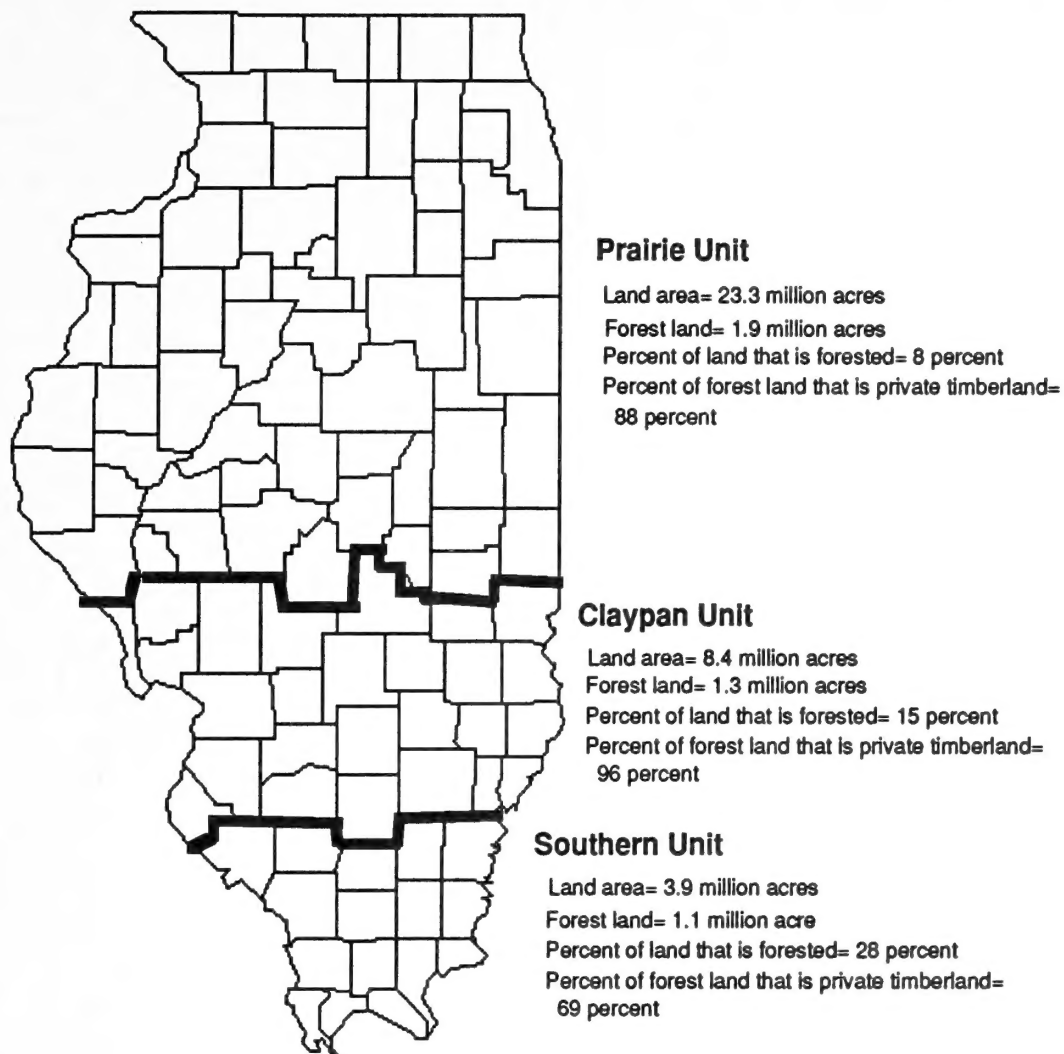 Prairie Unit
Land area= 23.3 million acres
Forest land= 1.9 million acres
Percent of land that is forested= 8 percent
Percent of forest land that is private timberland=
88 percent
Claypan Unit
Land area= 8.4 million acres
Forest land= 1.3 million acres
Percent of land that is forested= 15 percent
Percent of forest land that is private timberland=
96 percent
Southern Unit
Land area= 3.9 million acres
Forest land= 1.1 million acre
Percent of land that is forested= 28 percent
Percent of forest land that is private timberland=
69 percent